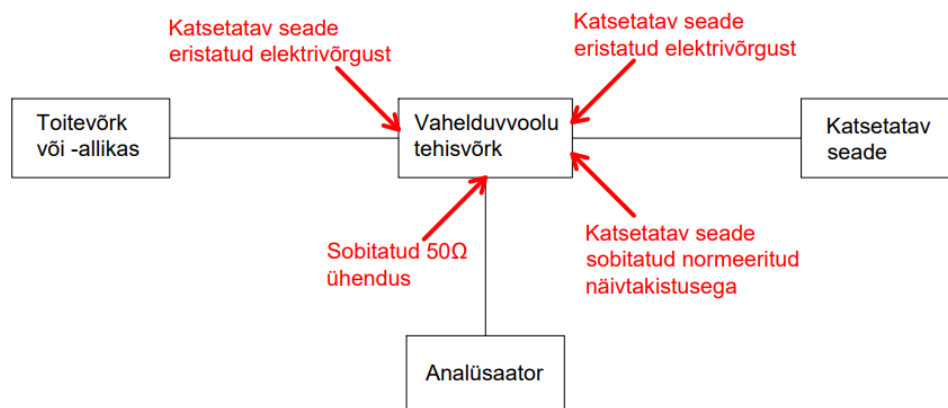 Katsetatav seade
eristatud elektrivõrgust
Katsetatav seade
eristatud elektrivõrgust
Toitevõrk
või -allikas
Vahelduvvoolu
tehisvõrk
Katsetatav
seade
Sobitatud 50Ω
ühendus
Katsetatav seade
sobitatud normeeritud
näivtakistusega
Analüsaator